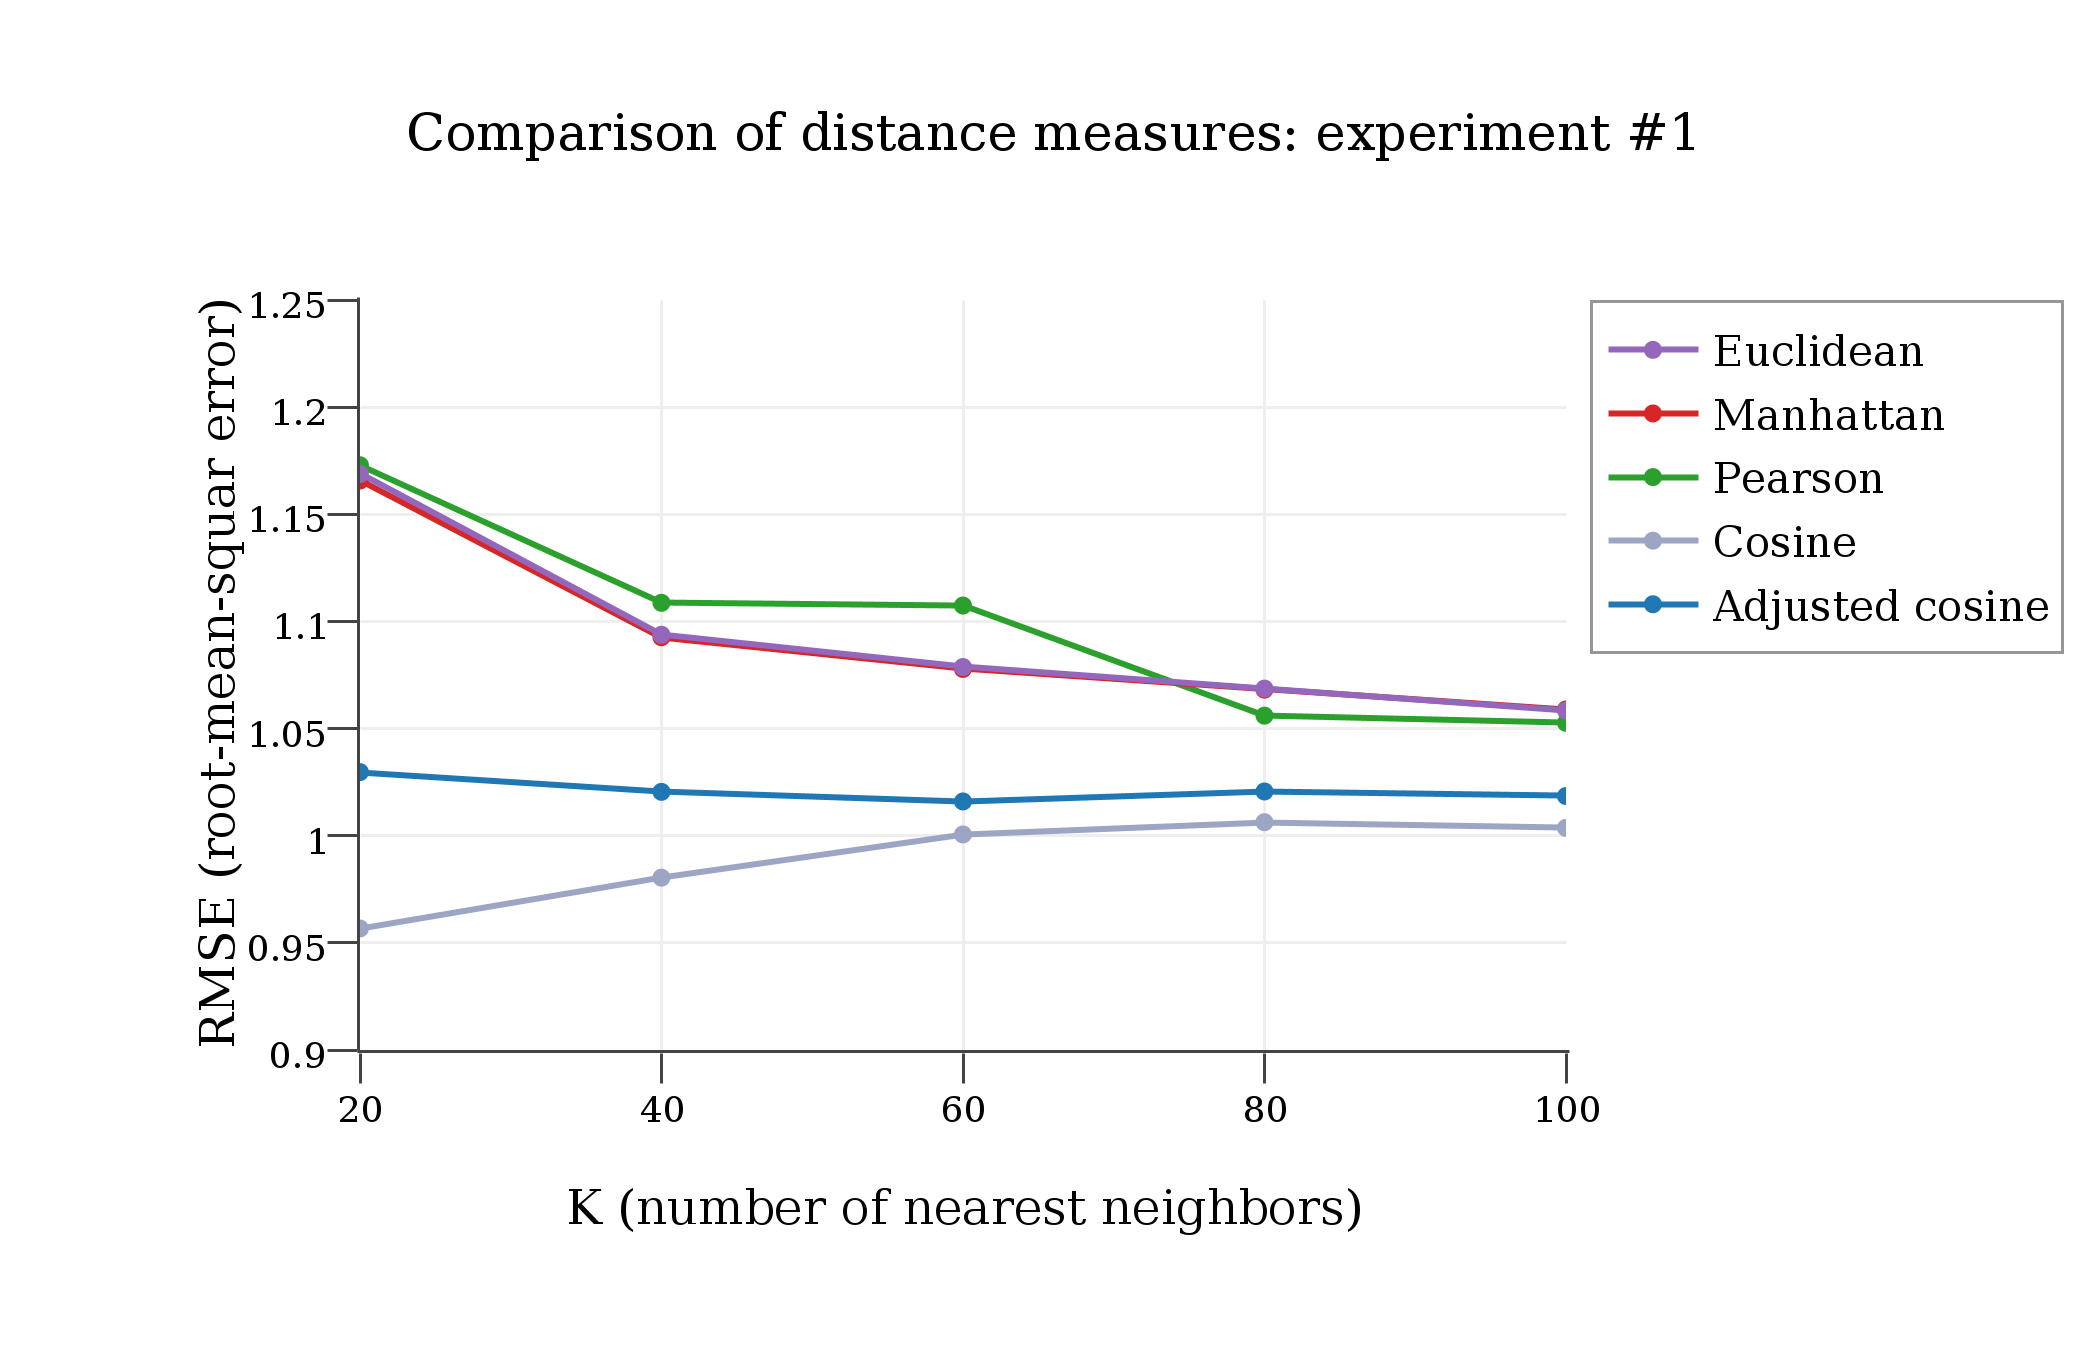 Comparison of distance measures: experiment #1
RMSE (root-mean-squar error)
1.25
1.2
1.15
1.1
1.05
1
0.95
0.9
20 40 60 80 100
K (number of nearest neighbors)
Euclidean
Manhattan
Pearson
Cosine
Adjusted cosine